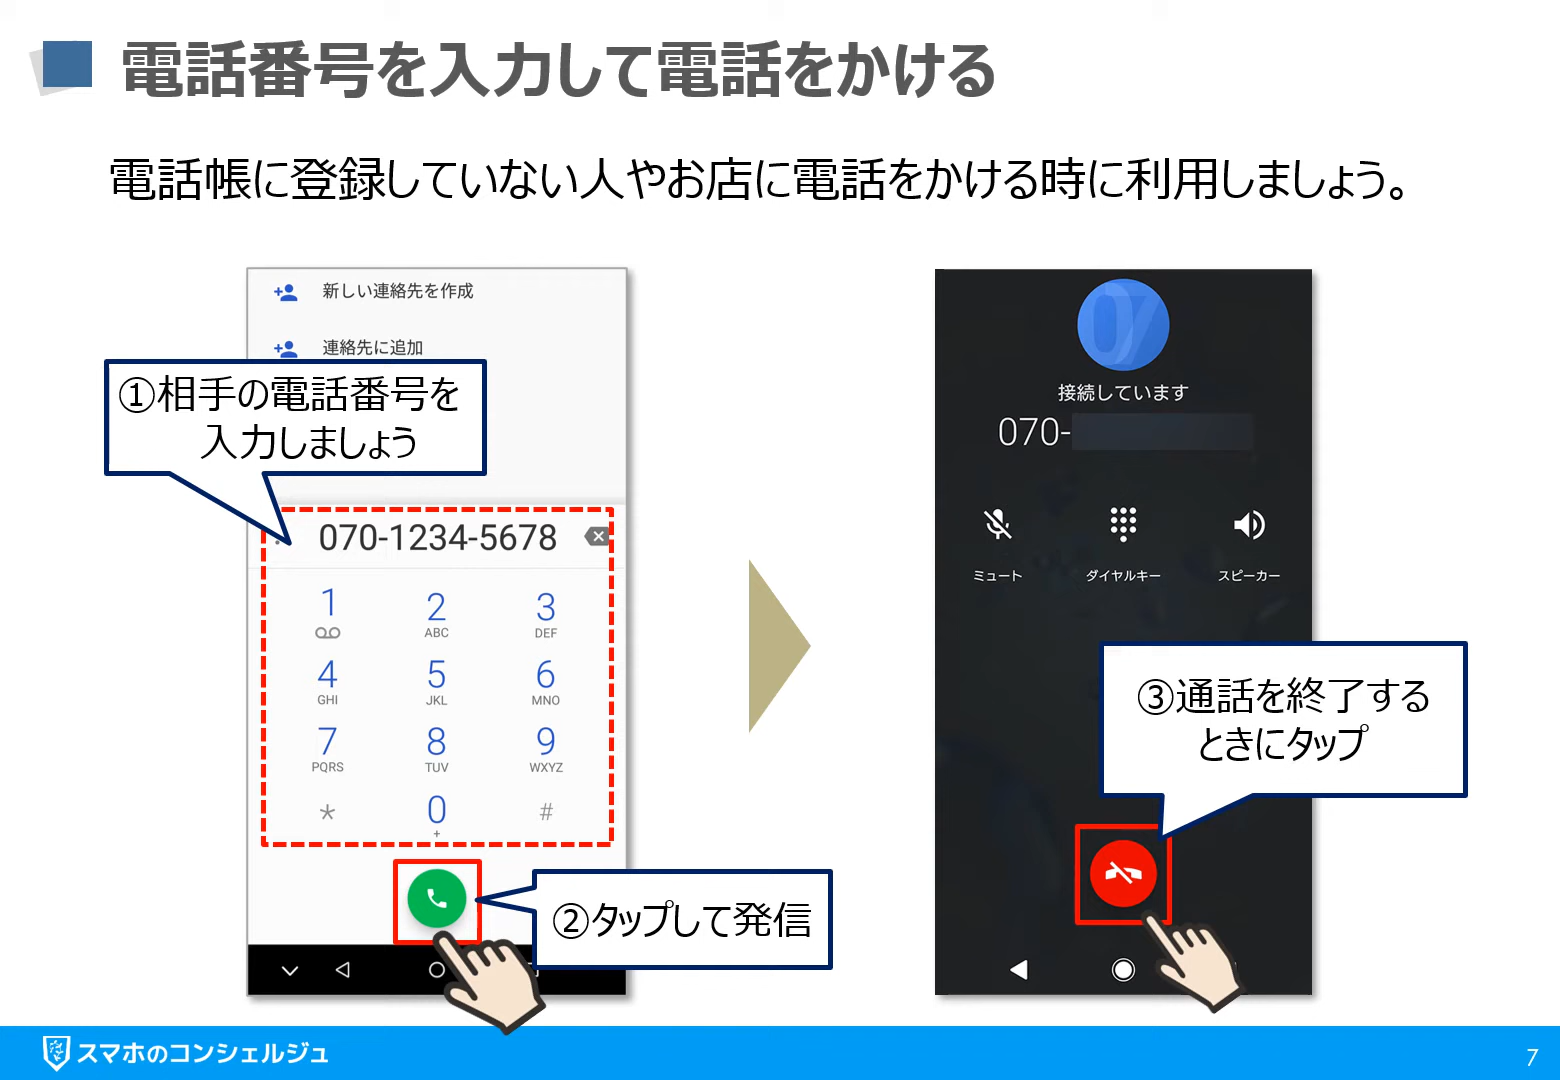 電話番号を入力して電話をかける
電話帳に登録していない人やお店に電話をかける時に利用しましょう。
新しい連絡先を作成
連絡先に追加
①相手の電話番号を
入力しましょう
070-1234-5678
1
2
ABC
3
DEF
4
GHI
5
JKL
6
MNO
7
PQRS
8
TUV
9
WXYZ
*
0
+
#
②タップして発信
07
接続しています
070-
ミュート
ダイヤルキー
スピーカー
③通話を終了する
ときにタップ
スマホのコンシェルジュ
7